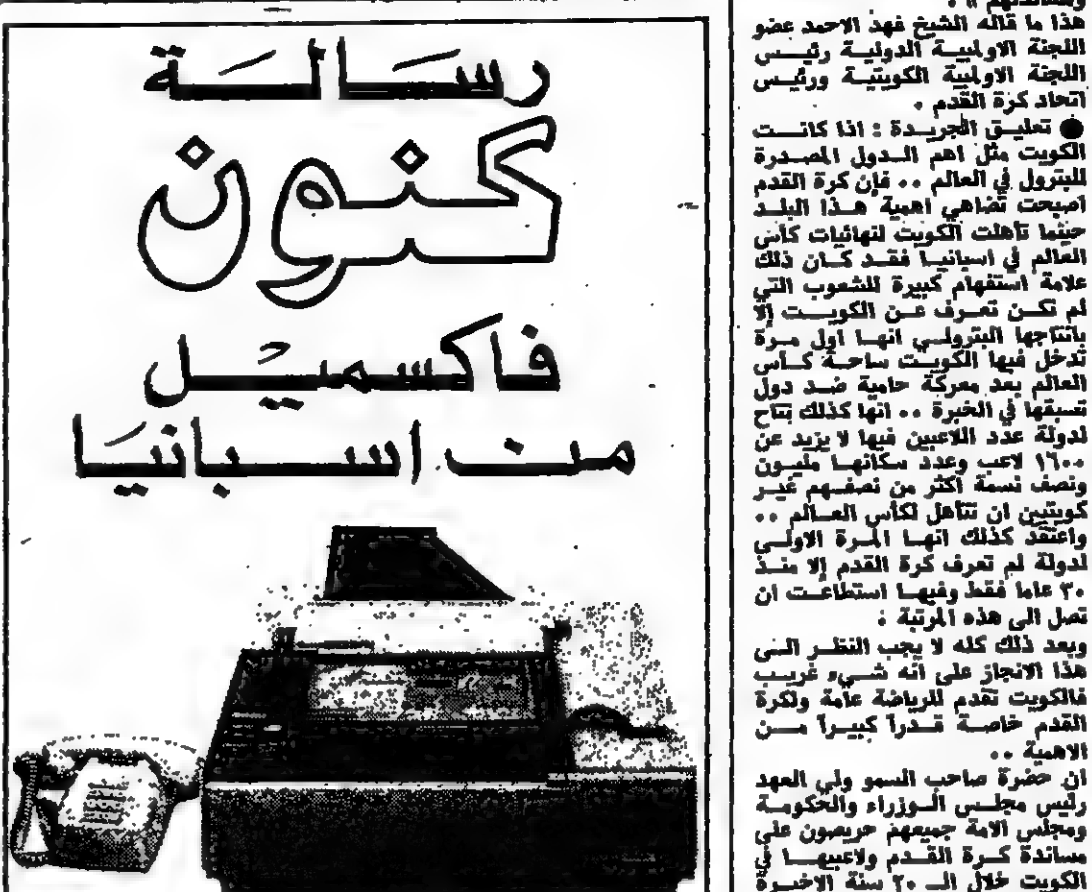 هذا ما قاله الشيخ فهد الاحمد عضو
اللجنة الاولمبية الدولية رئيس
اللجنة الاولمبية الكويتية ورئيس
اتحاد كرة القدم .
● تعليق الجريدة : اذا كانت
الكويت مثل اهم الدول المصدرة
للبترول في العالم .. فإن كرة القدم
اصبحت تضاهي اهمية هذا البلد
حينما تأهلت الكويت لنهائيات كأس
العالم في اسبانيا فقد كان ذلك
علامة استفهام كبيرة للشعوب التي
لم تكن تعرف عن الكويت إلا
بانتاجها البترولي انها اول مرة
تدخل فيها الكويت ساحة كأس
العالم بعد معركة حامية ضد دول
تسبقها في الخبرة .. انها كذلك يتاح
لدولة عدد اللاعبين فيها لا يزيد عن
١٦٠٠ لاعب وعدد سكانها مليون
ونصف نسمة اكثر من نصفهم غير
كويتيين ان تتأهل لكأس العالم ..
واعتقد كذلك انها المرة الاولى
لدولة لم تعرف كرة القدم إلا منذ
٣٠ عاما فقط وفيها استطاعت ان
تصل الى هذه المرتبة .
وبعد ذلك كله لا يجب النظر الى
هذا الانجاز على أنه شيء غريب
فالكويت تقدم للرياضة عامة ولكرة
القدم خاصة قدرا كبيرا من
الاهمية ..
ان حضرة صاحب السمو ولي العهد
رئيس مجلس الوزراء والحكومة
ومجلس الامة جميعهم حريصون على
مساندة كرة القدم ولاعبيها في
الكويت خلال الـ ٢٠ سنة الاخيرة
رسالة
كنون
فاكسميل
من اسبانيا